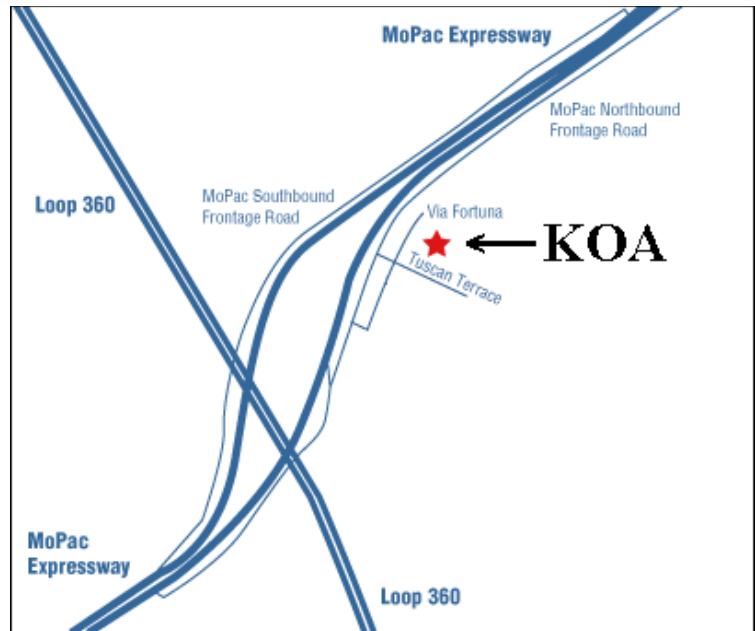 MoPac Expressway
MoPac Northbound
Frontage Road
MoPac Southbound
Frontage Road
Loop 360
Via Fortuna
KOA
Tuscan Terrace
MoPac
Expressway
Loop 360